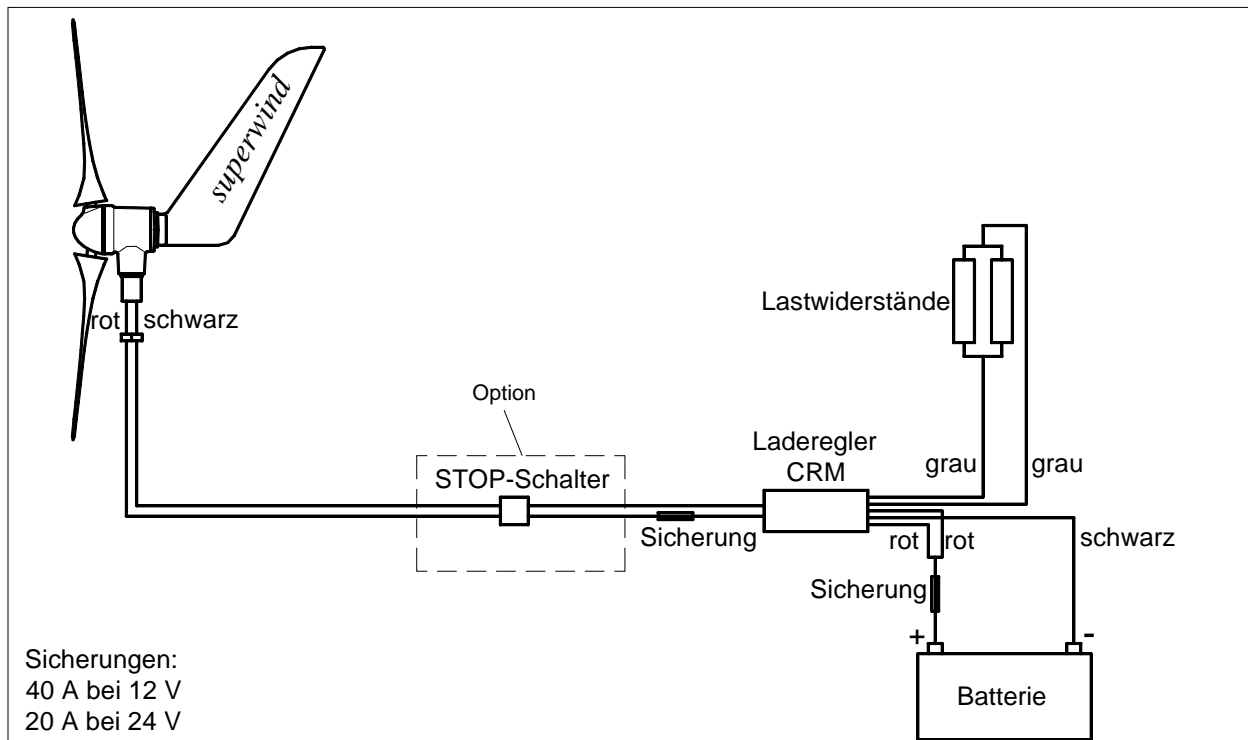 superwind
rot schwarz
Lastwiderstände
Option
STOP-Schalter
Laderegler
CRM
grau grau
Sicherung
rot rot
schwarz
Sicherung
+ -
Batterie
Sicherungen:
40 A bei 12 V
20 A bei 24 V